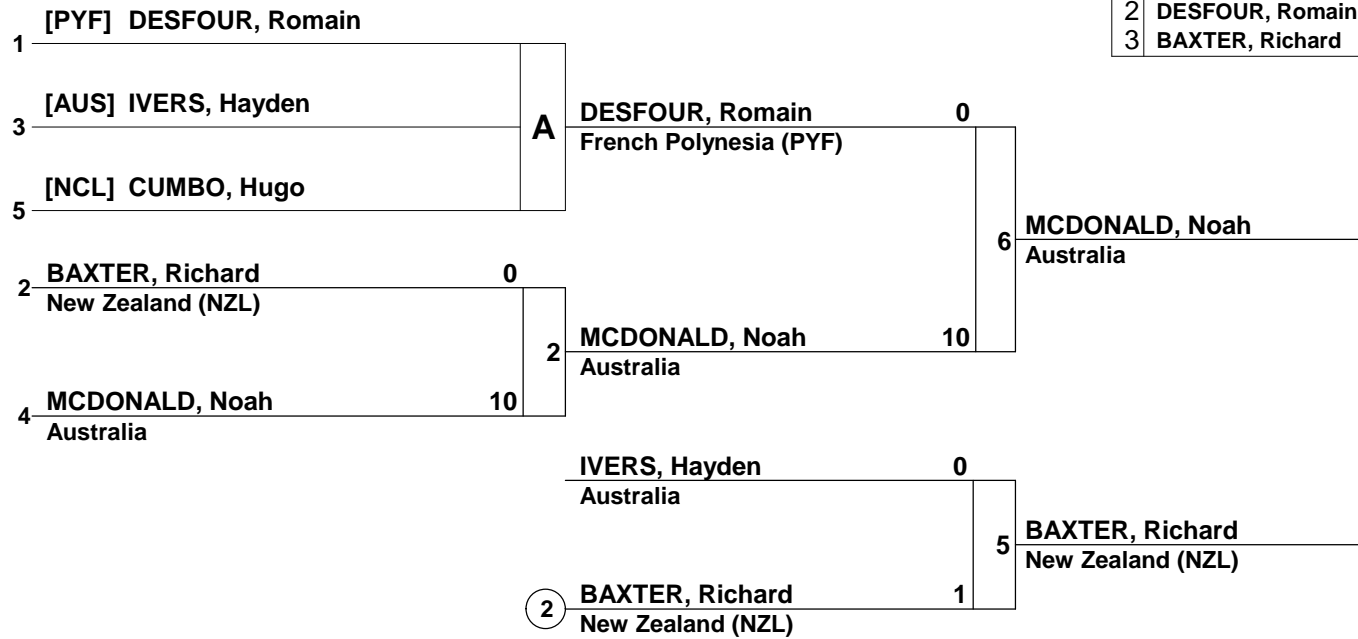 2 DESFOUR, Romain
3 BAXTER, Richard
1 [PYF] DESFOUR, Romain
3 [AUS] IVERS, Hayden
5 [NCL] CUMBO, Hugo
A
DESFOUR, Romain 0
French Polynesia (PYF)
2 BAXTER, Richard 0
New Zealand (NZL)
2
4 MCDONALD, Noah 10
Australia
MCDONALD, Noah 10
Australia
6
MCDONALD, Noah
Australia
IVERS, Hayden 0
Australia
5
2 BAXTER, Richard 1
New Zealand (NZL)
BAXTER, Richard
New Zealand (NZL)